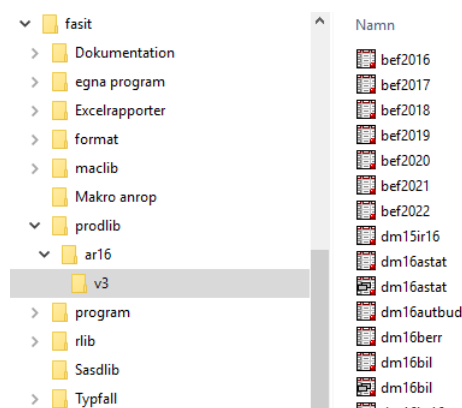 fasit
Dokumentation
egna program
Excelrapporter
format
maclib
Makro anrop
prodlib
ar16
v3
program
rlib
Sasdlib
Typfall
Namn
bef2016
bef2017
bef2018
bef2019
bef2020
bef2021
bef2022
dm15ir16
dm16astat
dm16astat
dm16autbud
dm16berr
dm16bil
dm16bil